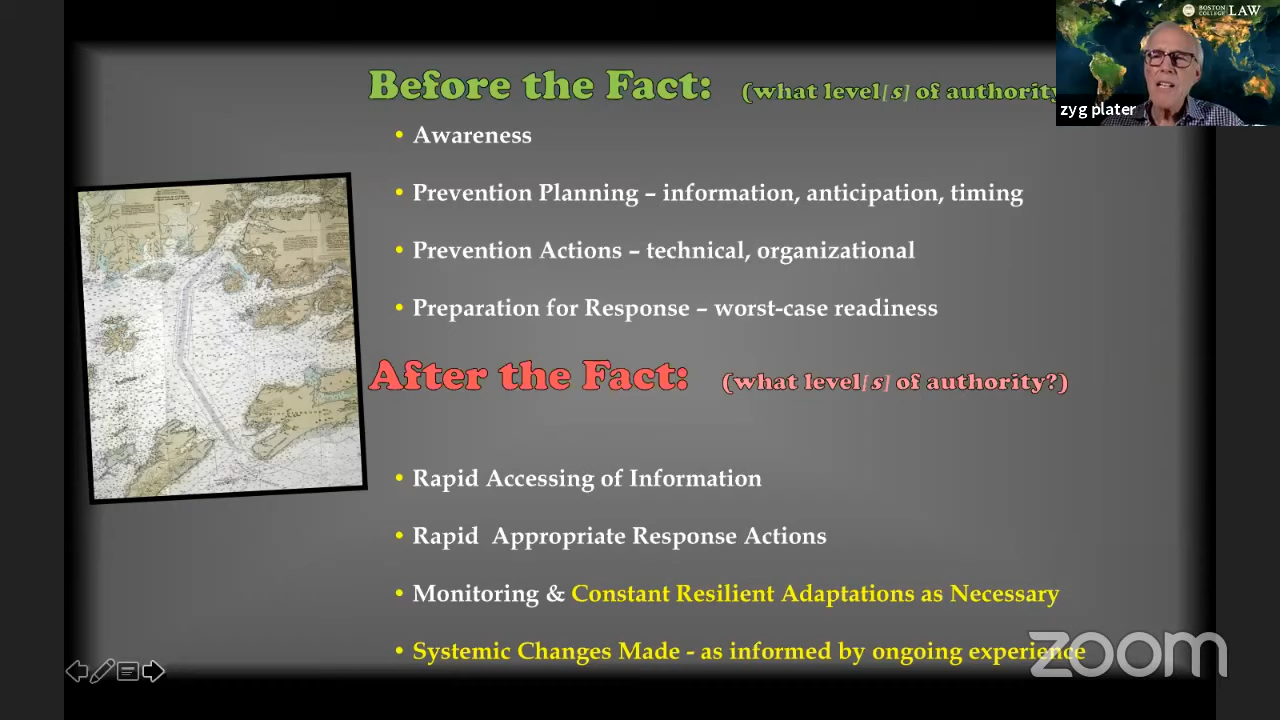 BOSTON COLLEGE LAW
zyg plater
Before the Fact: (what level[s] of authority
• Awareness
• Prevention Planning – information, anticipation, timing
• Prevention Actions – technical, organizational
• Preparation for Response – worst-case readiness
After the Fact: (what level[s] of authority?)
• Rapid Accessing of Information
• Rapid Appropriate Response Actions
• Monitoring & Constant Resilient Adaptations as Necessary
• Systemic Changes Made - as informed by ongoing experience
zoom